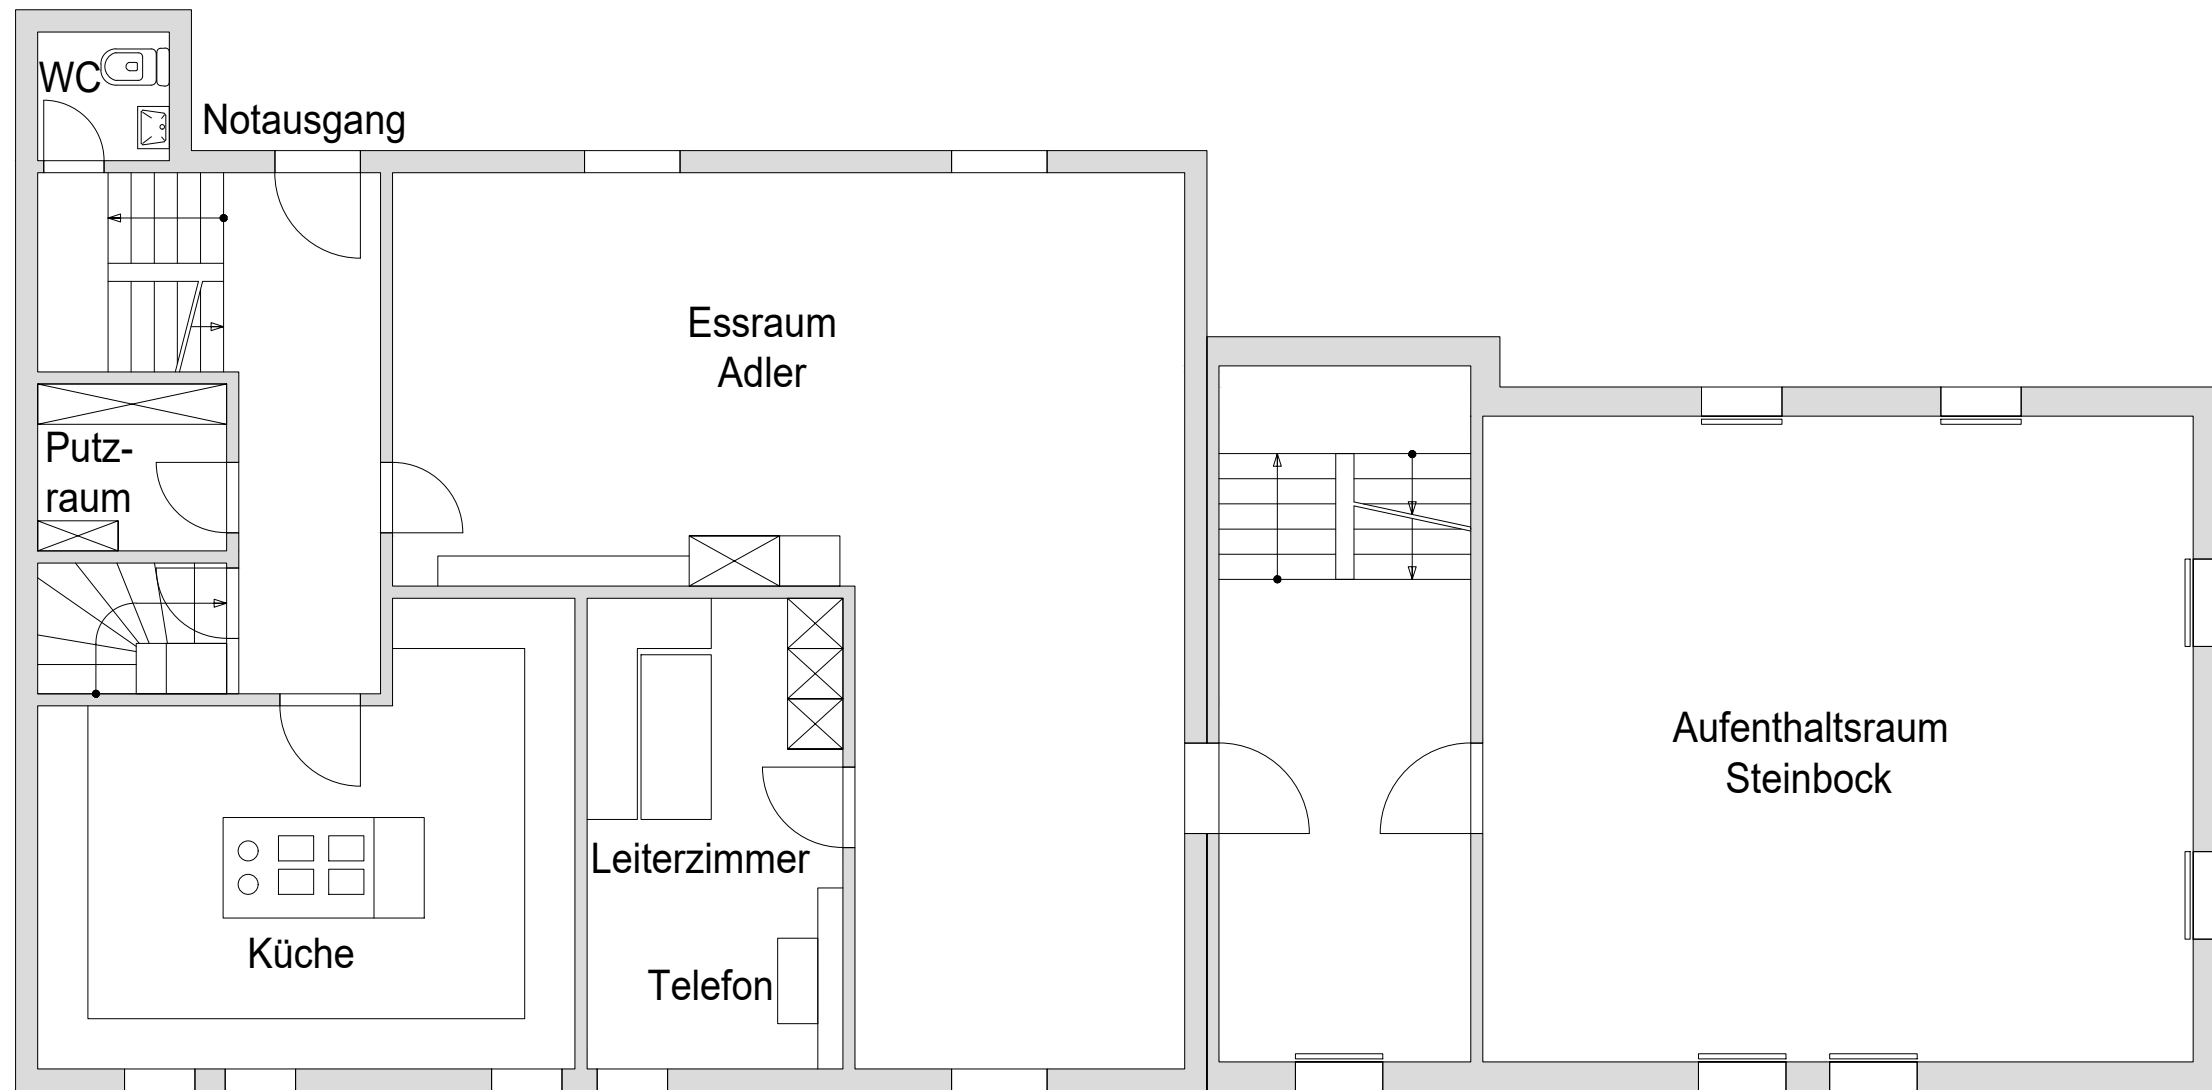 WC
Notausgang
Essraum
Adler
Putz-
raum
Aufenthaltsraum
Steinbock
Leiterzimmer
Küche
Telefon